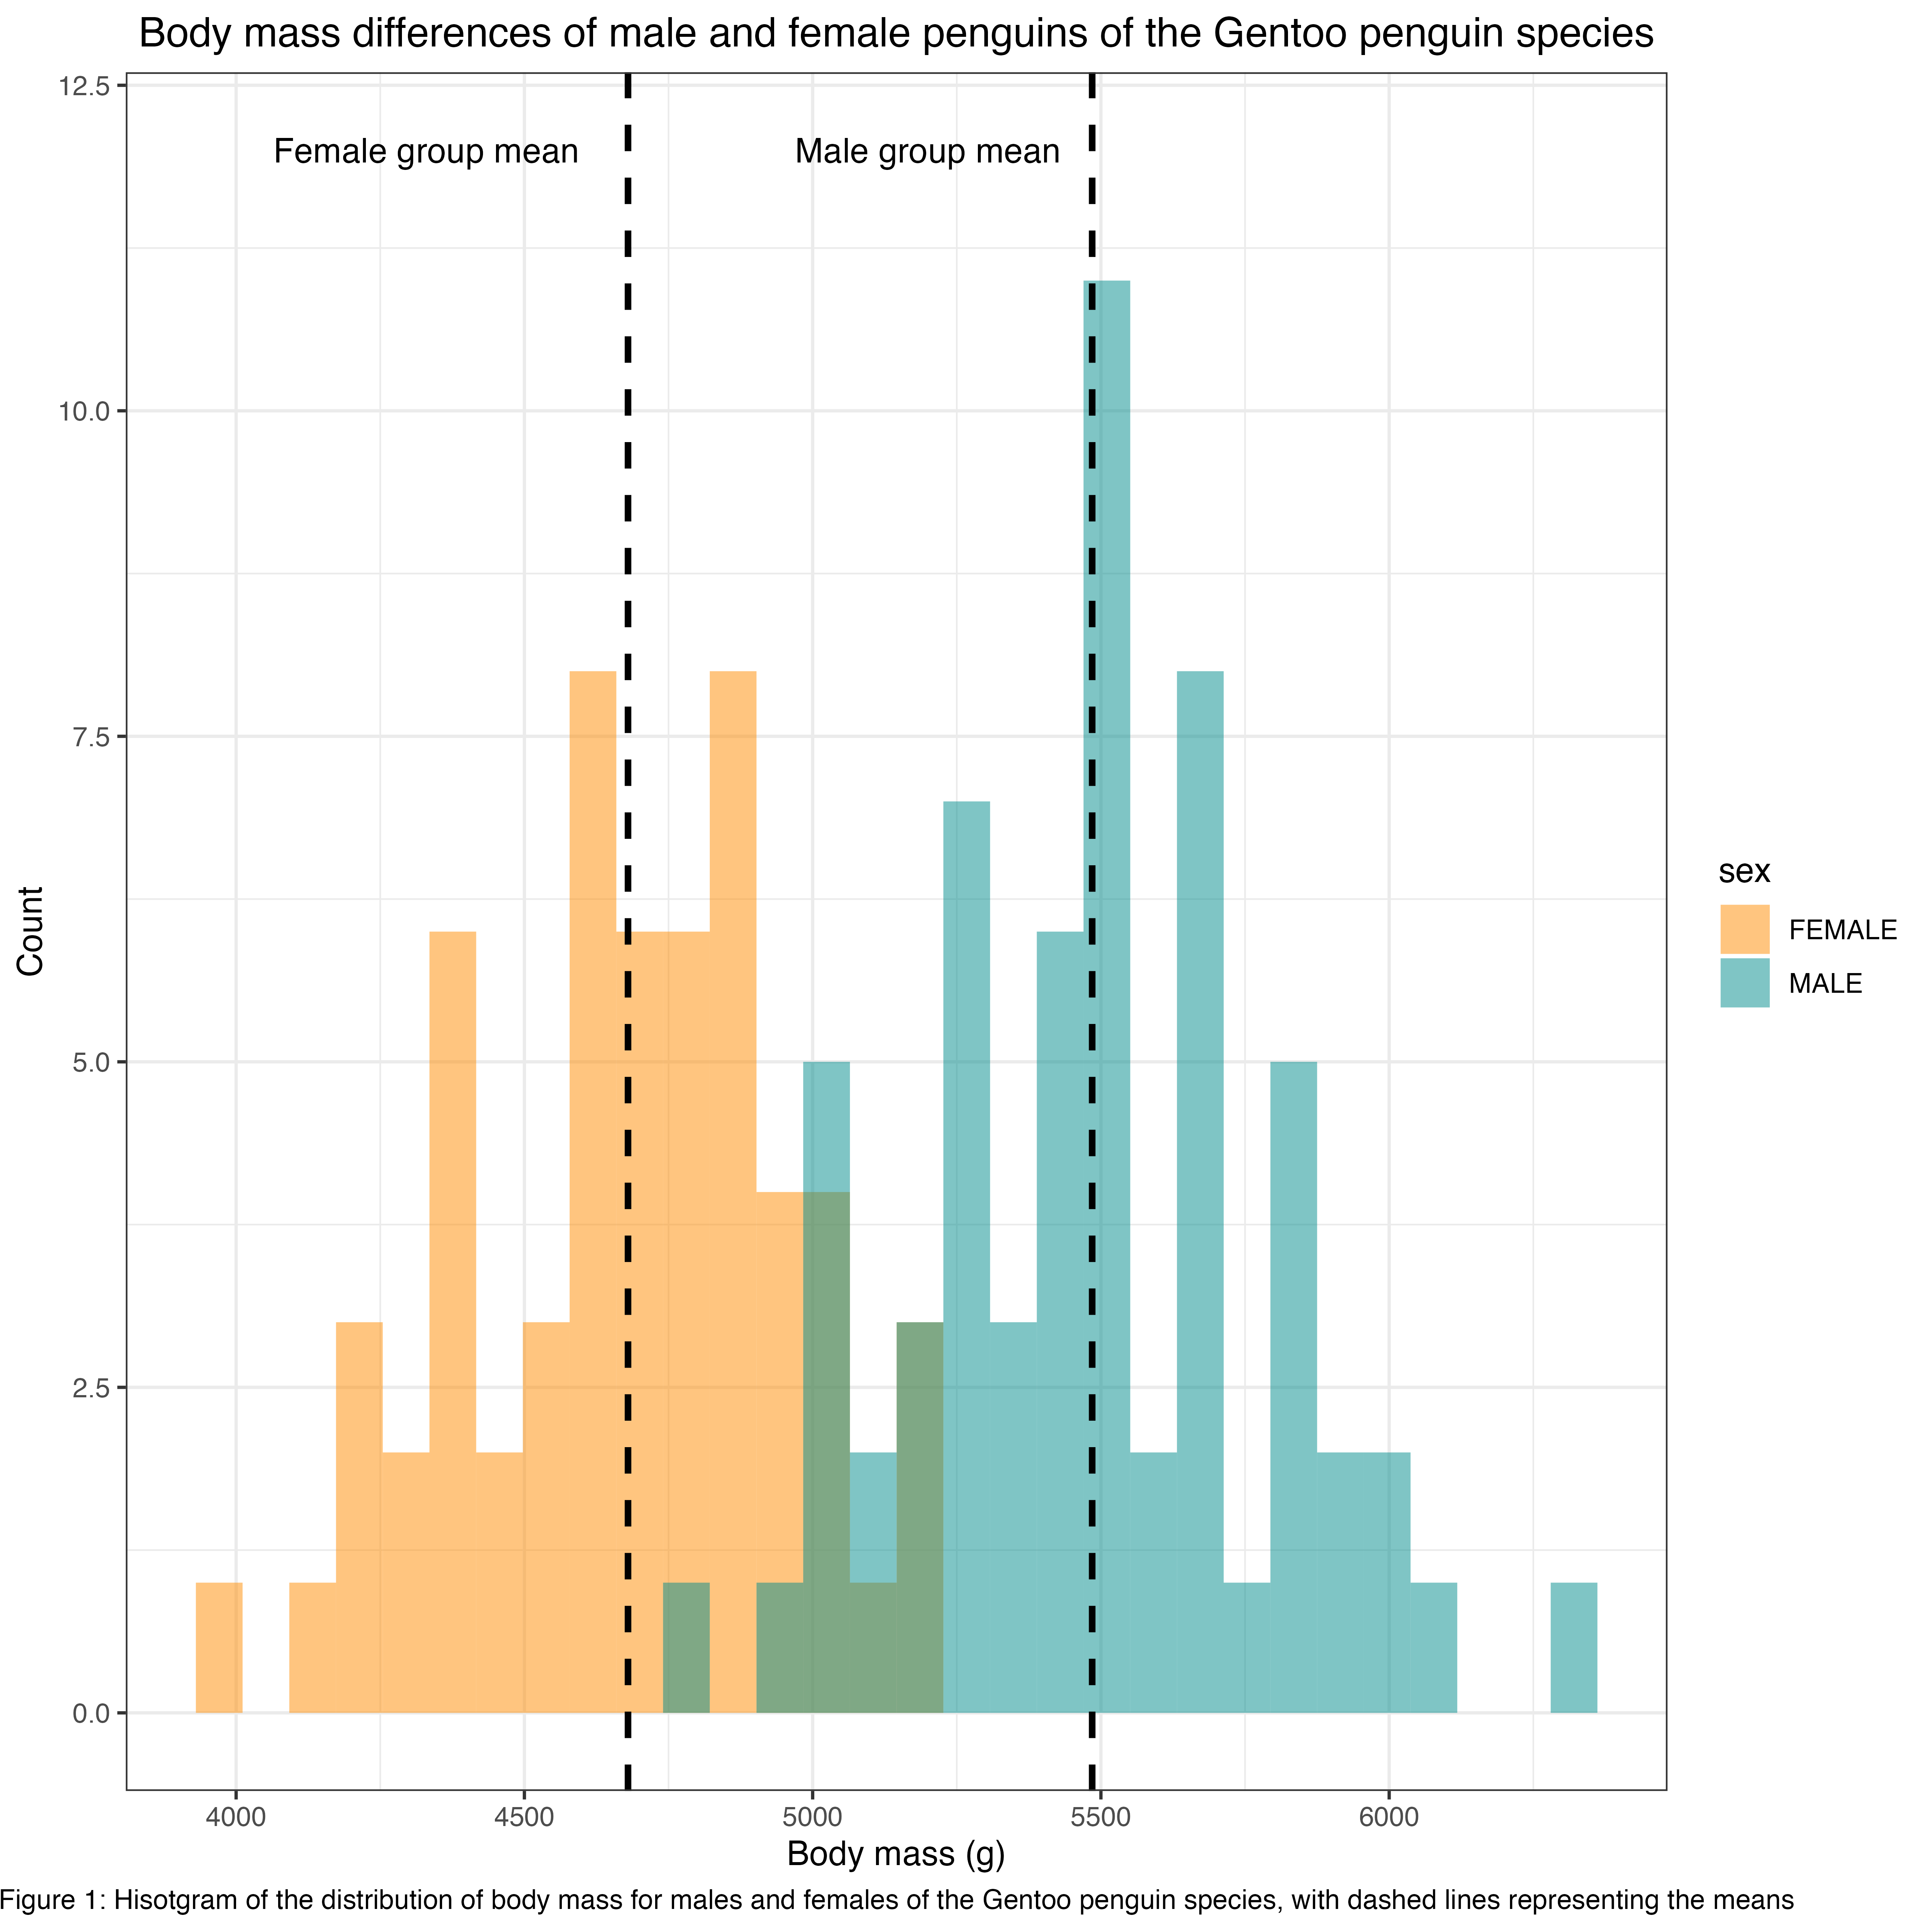 Body mass differences of male and female penguins of the Gentoo penguin species
12.5
Female group mean
Male group mean
10.0
7.5
sex
FEMALE
Count
MALE
5.0
2.5
0.0
4000
4500
5000
5500
6000
Body mass (g)
Figure 1: Hisotgram of the distribution of body mass for males and females of the Gentoo penguin species, with dashed lines representing the means